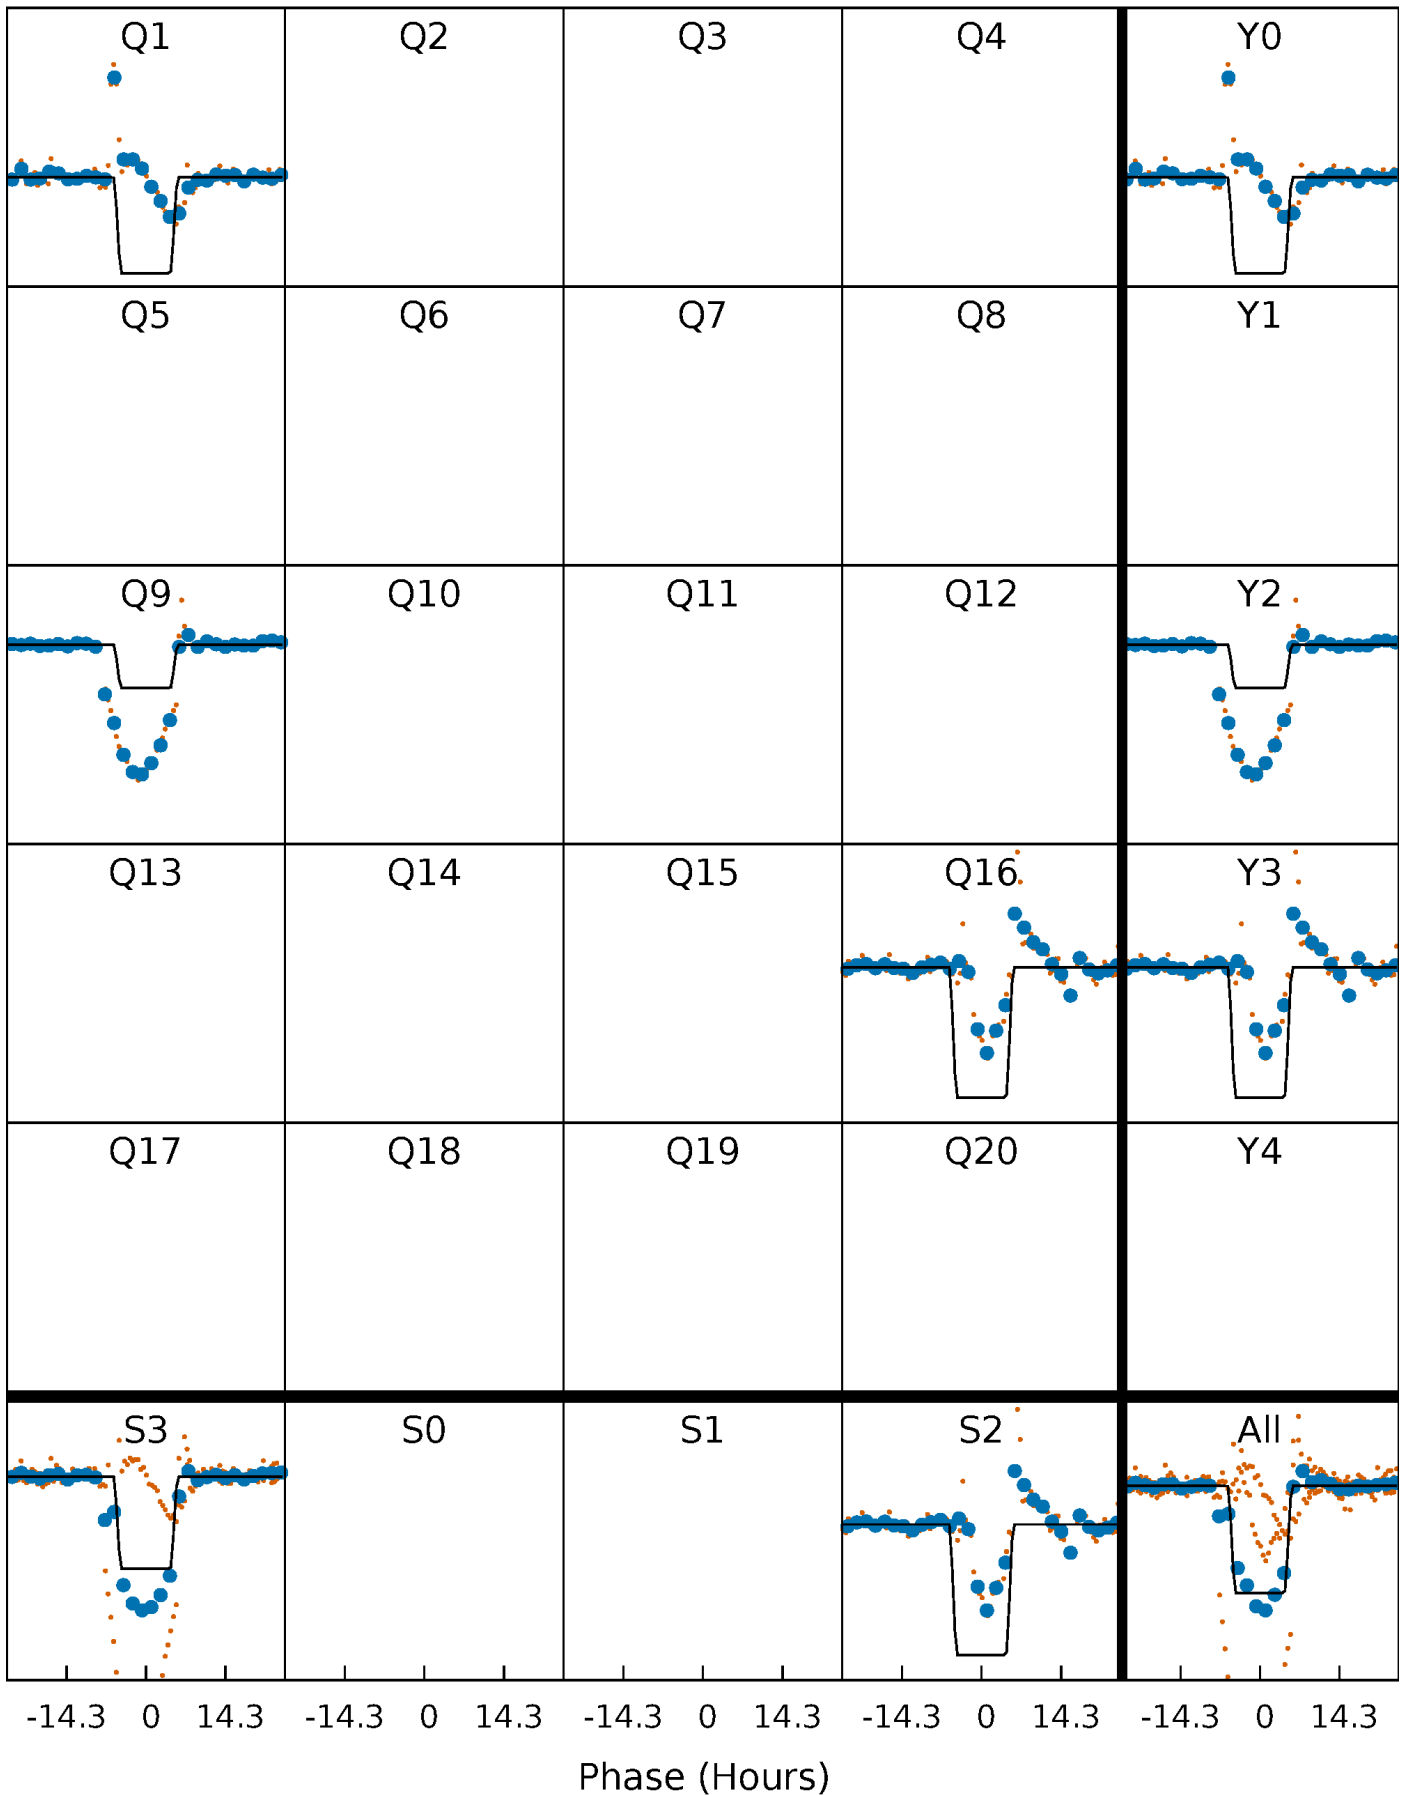 Q1 Q2 Q3 Q4 Y0
Q5 Q6 Q7 Q8 Y1
Q9 Q10 Q11 Q12 Y2
Q13 Q14 Q15 Q16 Y3
Q17 Q18 Q19 Q20 Y4
S3 S0 S1 S2 All
-14.3 0 14.3 -14.3 0 14.3 -14.3 0 14.3 -14.3 0 14.3 -14.3 0 14.3
Phase (Hours)